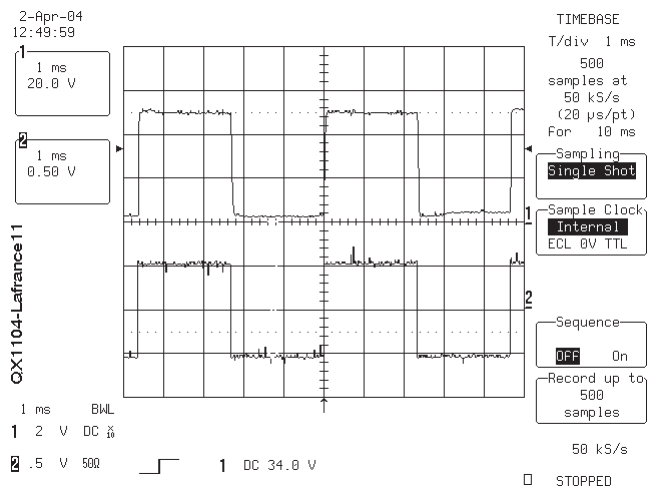 2-Apr-04
12:49:59
1
1 ms
20.0 V
2
1 ms
0.50 V
QX1104-Lafrance11
1 ms BWL
1 2 V DC X10
2 .5 V 50Ω
1 DC 34.0 V
1
2
TIMEBASE
T/div 1 ms
500
samples at
50 kS/s
(20 µs/pt)
For 10 ms
Sampling
Single Shot
Sample Clock
Internal
ECL 0V TTL
Sequence
OFF On
Record up to
500
samples
50 kS/s
STOPPED